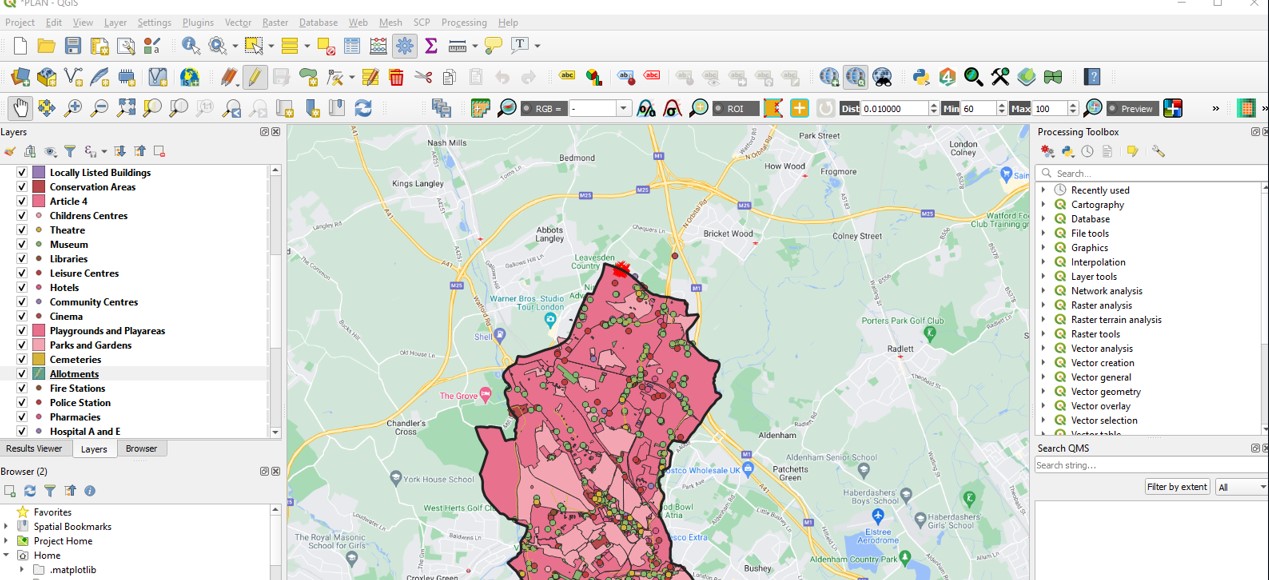 *PLAN - QGIS
Project Edit View Layer Settings Plugins Vector Raster Database Web Mesh SCP Processing Help
RGB = - ROI Dist 0.010000 Min 60 Max 100 Preview » »
Layers
Locally Listed Buildings
Conservation Areas
Article 4
Childrens Centres
Theatre
Museum
Libraries
Leisure Centres
Hotels
Community Centres
Cinema
Playgrounds and Playareas
Parks and Gardens
Cemeteries
Allotments
Fire Stations
Police Station
Pharmacies
Hospital A and E
Results Viewer Layers Browser
Browser (2)
Favorites
Spatial Bookmarks
Project Home
Home
.matplotlib
Nash Mills
Bedmond
Park Street
How Wood
Frogmore
London
Colney
Kings Langley
Abbots
Langley
Bricket Wood
Colney Street
Leavesden
Country
Warner Bros. Studio
Tour London
Shell
The Grove
Chandler's
Cross
York House School
West Herts Golf
The Royal Masonic
School for Girls
Croxley Green
Porters Park Golf Club
Radlett
Aldenham
Costco Wholesale UK
Patchetts
Green
Aldenham Senior School
Haberdashers'
Boys' School
Haberdashers'
Girls' School
Elstree
Aerodrome
Aldenham Country Park
Bushey
M1
M25
A41
Processing Toolbox
Search...
Recently used
Cartography
Database
File tools
Graphics
Interpolation
Layer tools
Network analysis
Raster analysis
Raster terrain analysis
Raster tools
Vector analysis
Vector creation
Vector general
Vector geometry
Vector overlay
Vector selection
Vector table
Search QMS
Search string...
Filter by extent All